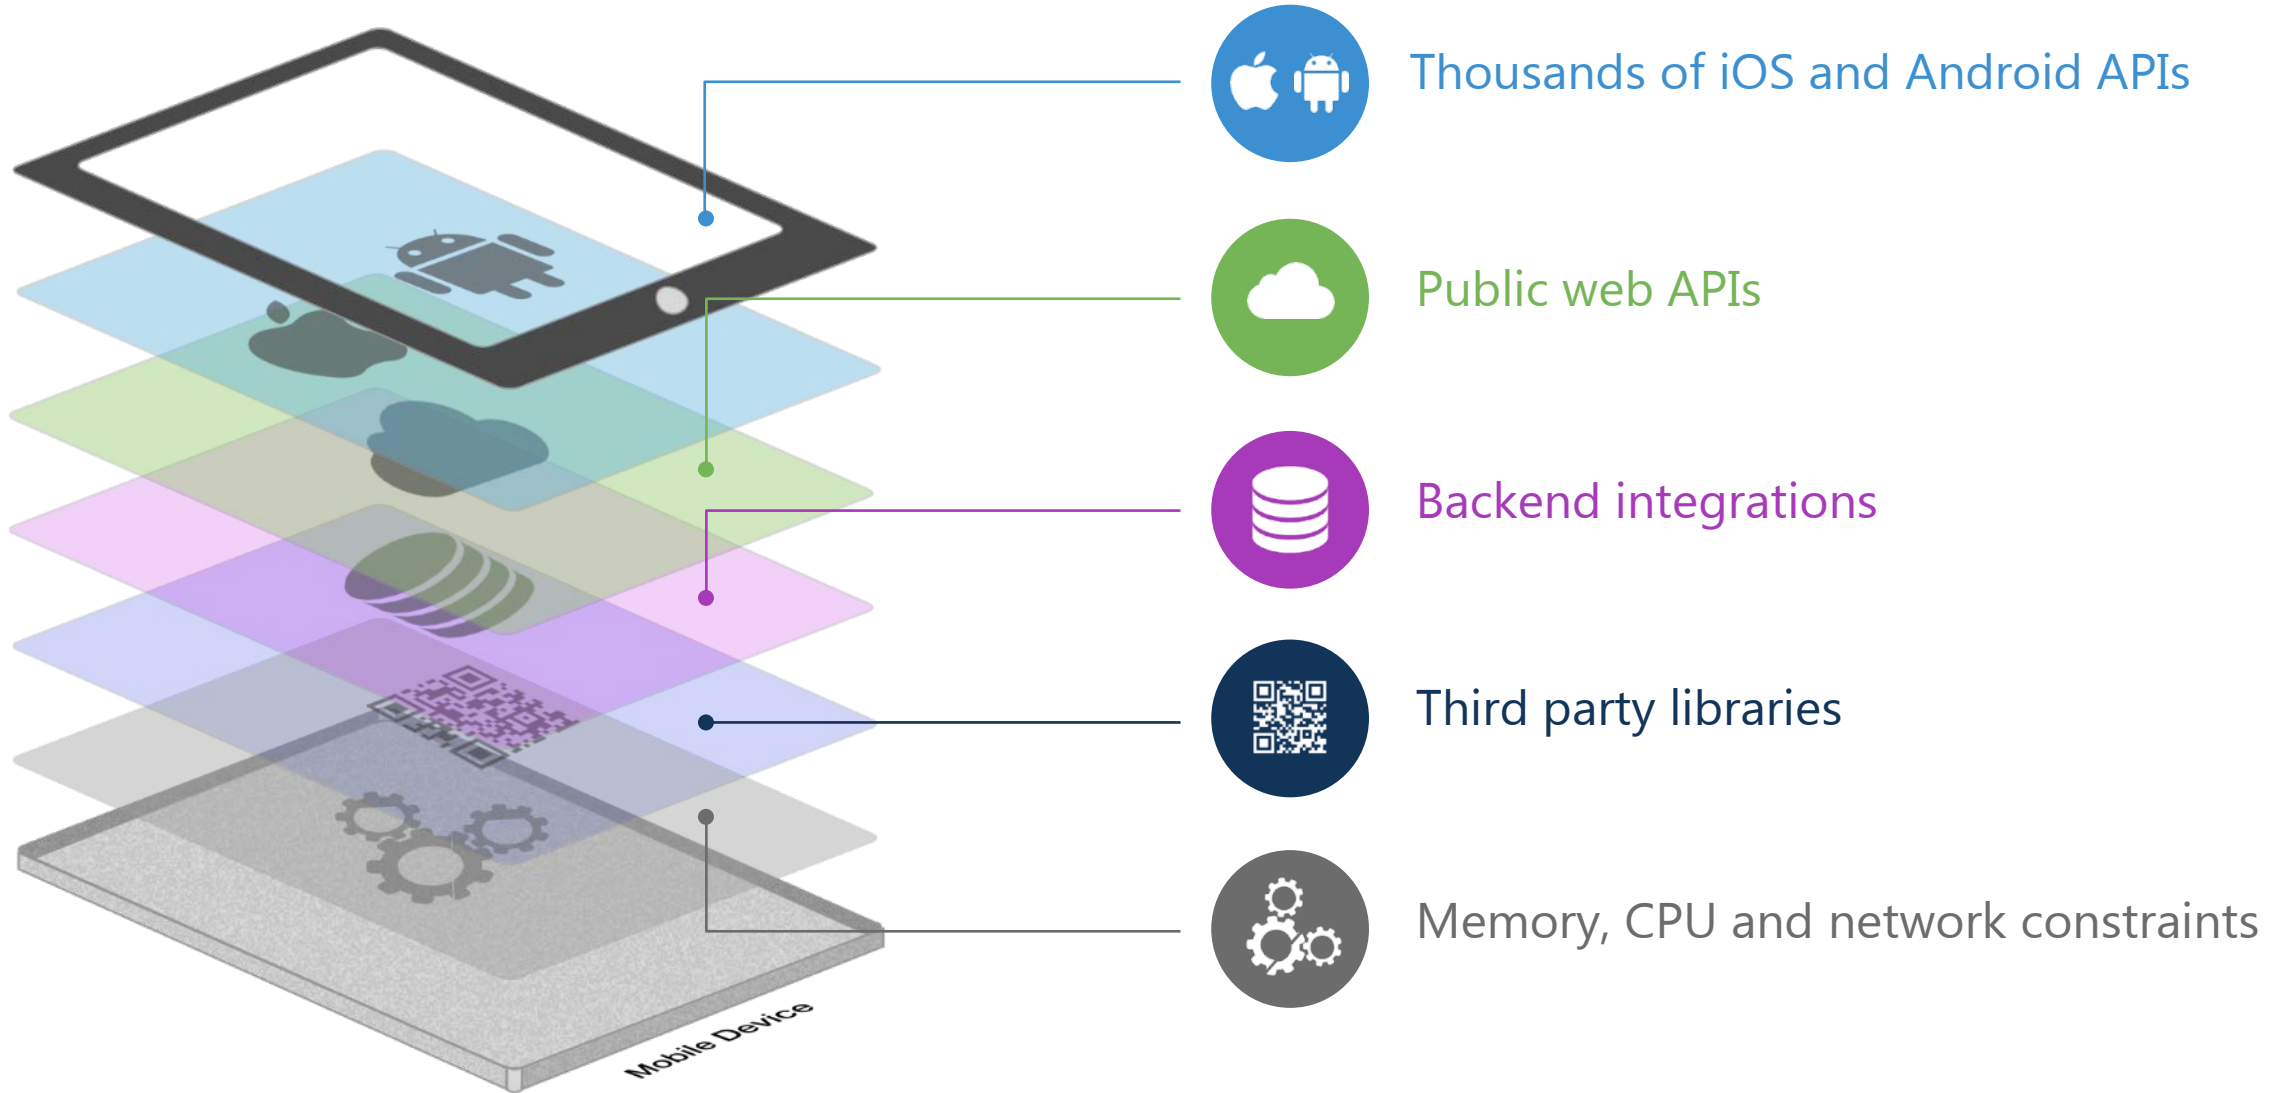 Thousands of iOS and Android APIs
Public web APIs
Backend integrations
Third party libraries
Memory, CPU and network constraints
Mobile Device